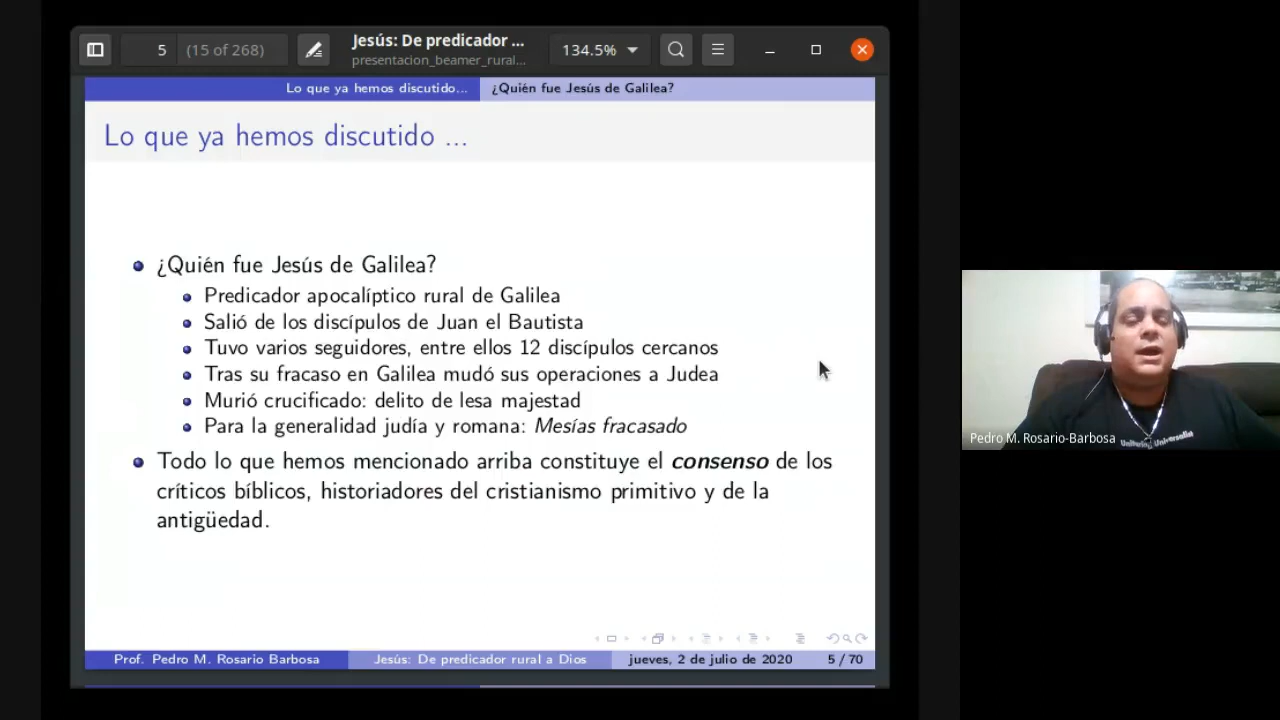 5 (15 of 268)
Jesús: De predicador ...
presentacion_beamer_rural...
134.5%
Lo que ya hemos discutido... ¿Quién fue Jesús de Galilea?
Lo que ya hemos discutido ...
¿Quién fue Jesús de Galilea?
Predicador apocalíptico rural de Galilea
Salió de los discípulos de Juan el Bautista
Tuvo varios seguidores, entre ellos 12 discípulos cercanos
Tras su fracaso en Galilea mudó sus operaciones a Judea
Murió crucificado: delito de lesa majestad
Para la generalidad judía y romana: Mesías fracasado
Todo lo que hemos mencionado arriba constituye el consenso de los
críticos bíblicos, historiadores del cristianismo primitivo y de la
antigüedad.
Prof. Pedro M. Rosario Barbosa Jesús: De predicador rural a Dios jueves, 2 de julio de 2020 5 / 70
Pedro M. Rosario-Barbosa
Unitarian Universalist